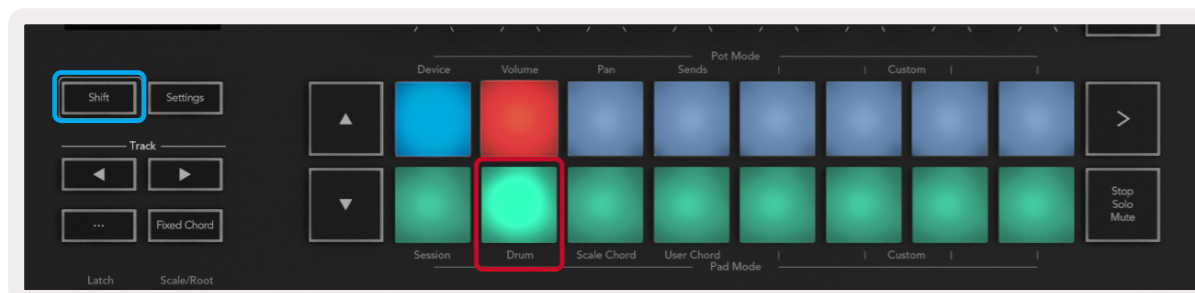 Pot Mode
Device Volume Pan Sends Custom
Shift Settings
Track
... Fixed Chord
Stop
Solo
Mute
Session Drum Scale Chord User Chord Custom
Pad Mode
Latch Scale/Root